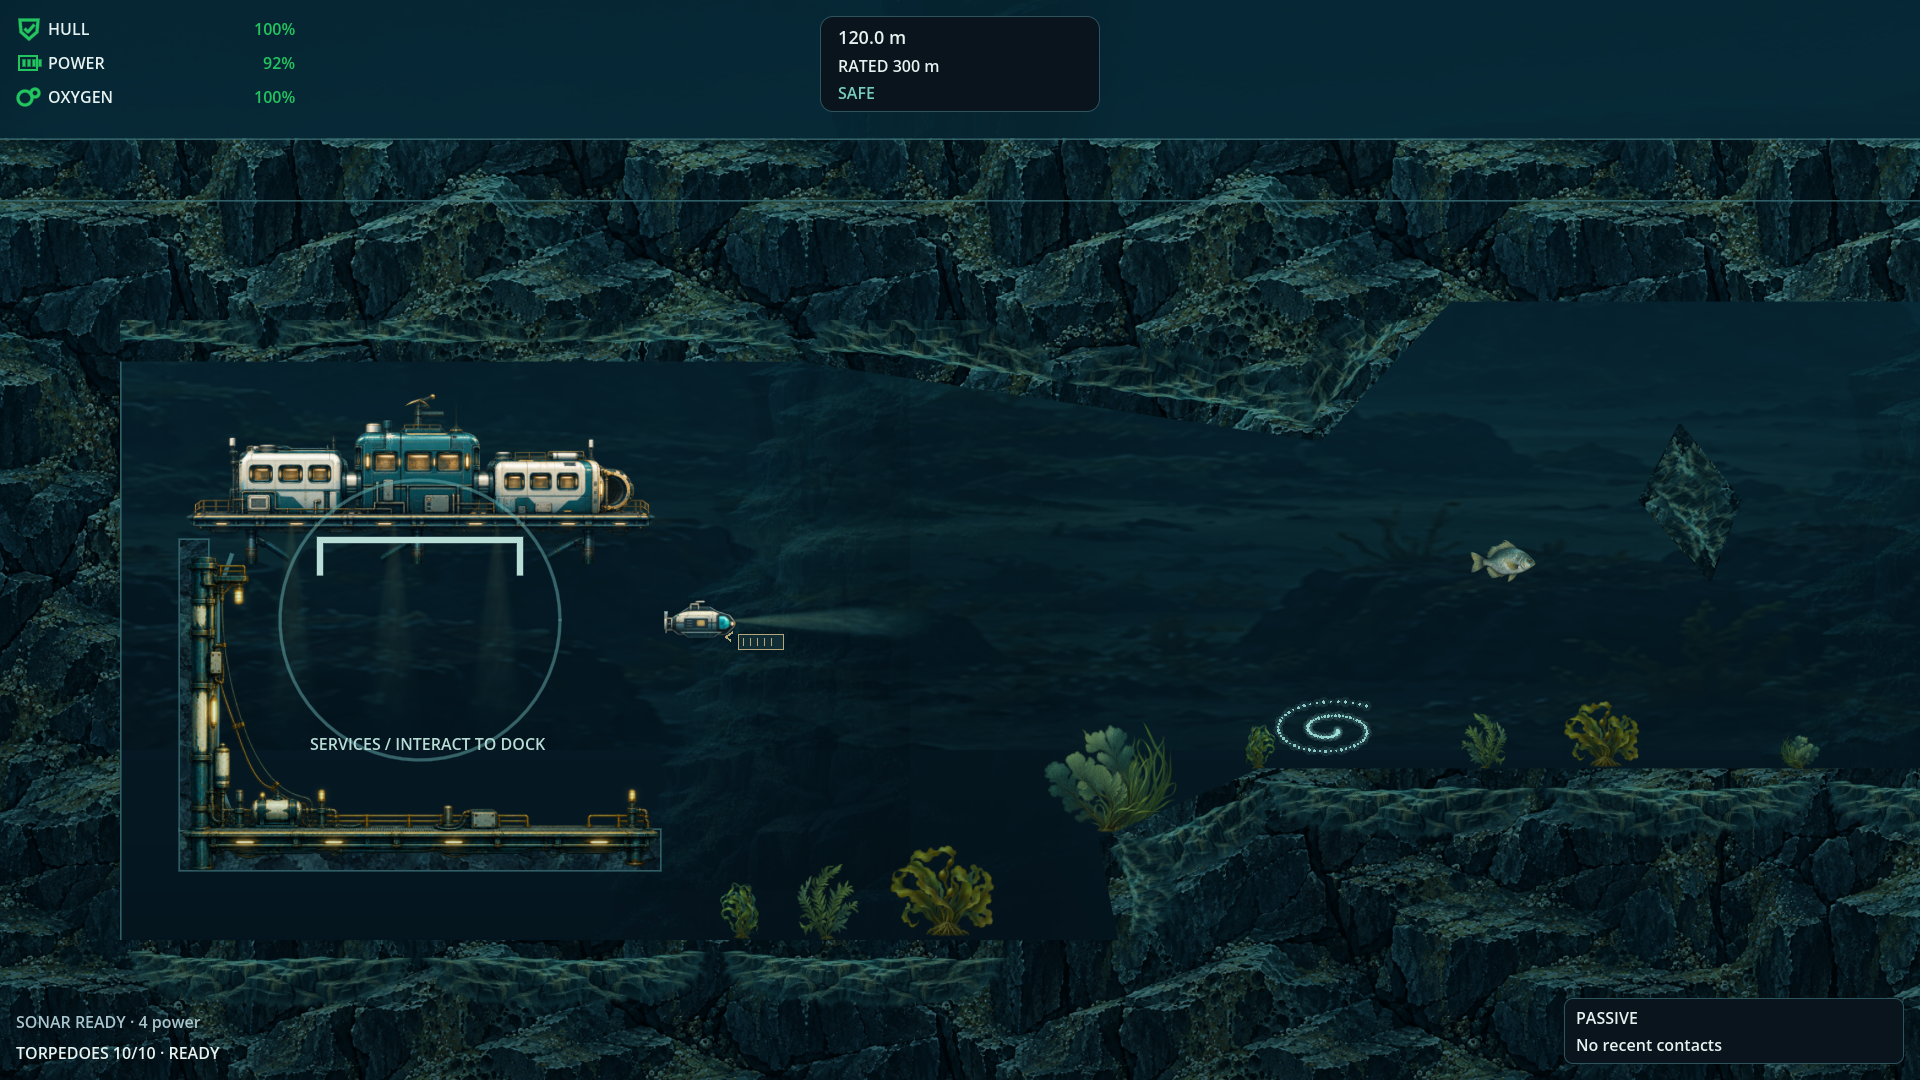 HULL 100%
POWER 92%
OXYGEN 100%
120.0 m
RATED 300 m
SAFE
SERVICES / INTERACT TO DOCK
SONAR READY · 4 power
TORPEDOES 10/10 · READY
PASSIVE
No recent contacts